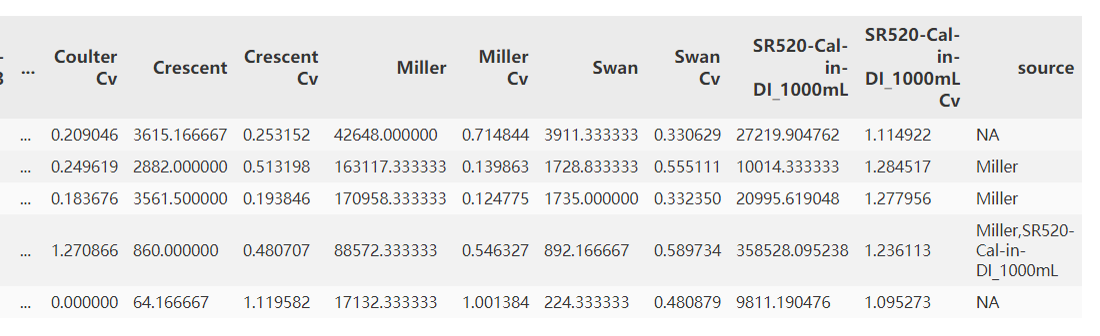 ... Coulter Cv Crescent Crescent Cv Miller Miller Cv Swan Swan Cv SR520-Cal-in-DI_1000mL SR520-Cal-in-DI_1000mL Cv source
... 0.209046 3615.166667 0.253152 42648.000000 0.714844 3911.333333 0.330629 27219.904762 1.114922 NA
... 0.249619 2882.000000 0.513198 163117.333333 0.139863 1728.833333 0.555111 10014.333333 1.284517 Miller
... 0.183676 3561.500000 0.193846 170958.333333 0.124775 1735.000000 0.332350 20995.619048 1.277956 Miller
... 1.270866 860.000000 0.480707 88572.333333 0.546327 892.166667 0.589734 358528.095238 1.236113 Miller,SR520-Cal-in-DI_1000mL
... 0.000000 64.166667 1.119582 17132.333333 1.001384 224.333333 0.480879 9811.190476 1.095273 NA